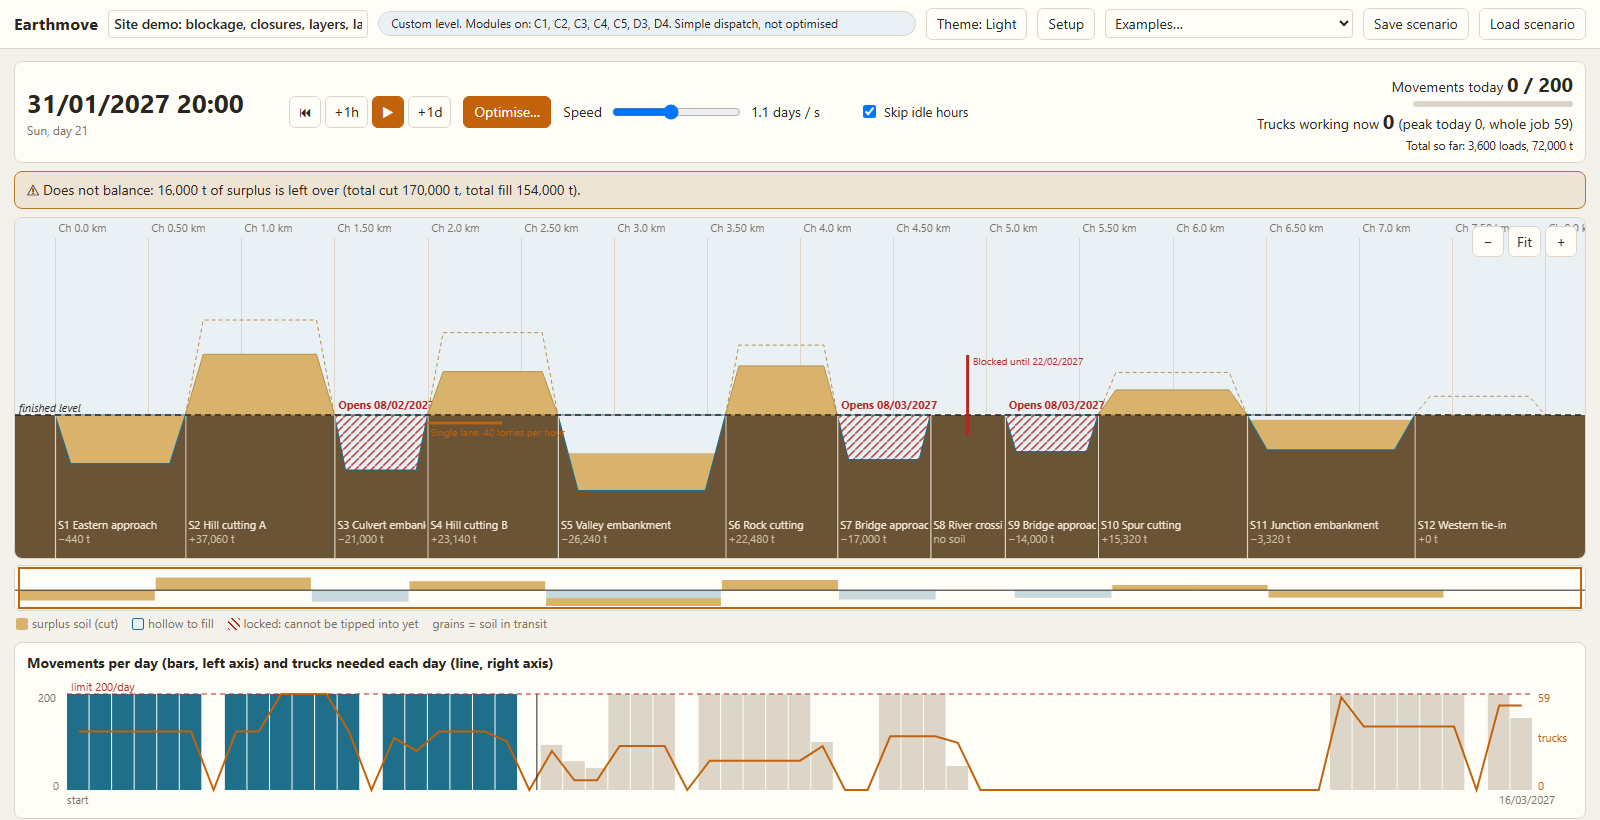 Earthmove
Site demo: blockage, closures, layers, la
Custom level. Modules on: C1, C2, C3, C4, C5, D3, D4. Simple dispatch, not optimised
Theme: Light
Setup
Examples...
Save scenario
Load scenario
31/01/2027 20:00
Sun, day 21
+1h
+1d
Optimise...
Speed
1.1 days / s
Skip idle hours
Movements today 0 / 200
Trucks working now 0 (peak today 0, whole job 59)
Total so far: 3,600 loads, 72,000 t
⚠ Does not balance: 16,000 t of surplus is left over (total cut 170,000 t, total fill 154,000 t).
Ch 0.0 km
Ch 0.50 km
Ch 1.0 km
Ch 1.50 km
Ch 2.0 km
Ch 2.50 km
Ch 3.0 km
Ch 3.50 km
Ch 4.0 km
Ch 4.50 km
Ch 5.0 km
Ch 5.50 km
Ch 6.0 km
Ch 6.50 km
Ch 7.0 km
−
Fit
+
Blocked until 22/02/2027
finished level
Opens 08/02/2027
Opens 08/03/2027
Opens 08/03/2027
Single lane: 40 lorries per hour
S1 Eastern approach
−440 t
S2 Hill cutting A
+37,060 t
S3 Culvert embank
−21,000 t
S4 Hill cutting B
+23,140 t
S5 Valley embankment
−26,240 t
S6 Rock cutting
+22,480 t
S7 Bridge approac
−17,000 t
S8 River crossi
no soil
S9 Bridge approac
−14,000 t
S10 Spur cutting
+15,320 t
S11 Junction embankment
−3,320 t
S12 Western tie-in
+0 t
surplus soil (cut)
hollow to fill
locked: cannot be tipped into yet
grains = soil in transit
Movements per day (bars, left axis) and trucks needed each day (line, right axis)
limit 200/day
200
59
trucks
0
0
start
16/03/2027